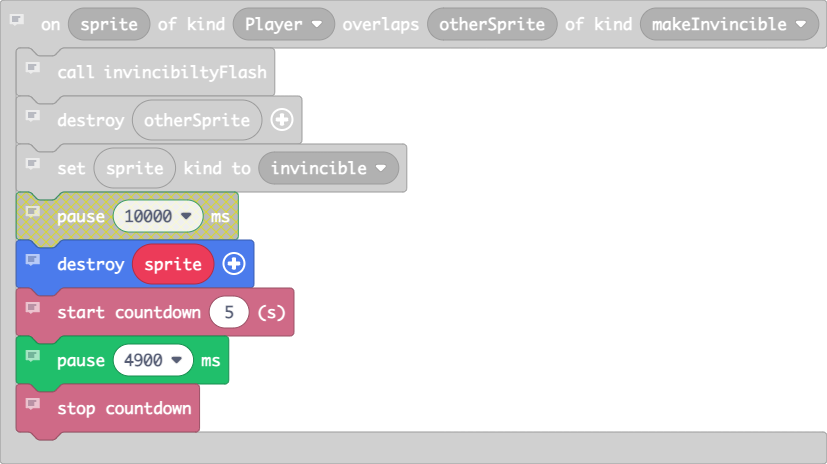 on sprite of kind Player overlaps otherSprite of kind makeInvincible
call invincibiltyFlash
destroy otherSprite
set sprite kind to invincible
pause 10000 ms
destroy sprite
start countdown 5 (s)
pause 4900 ms
stop countdown